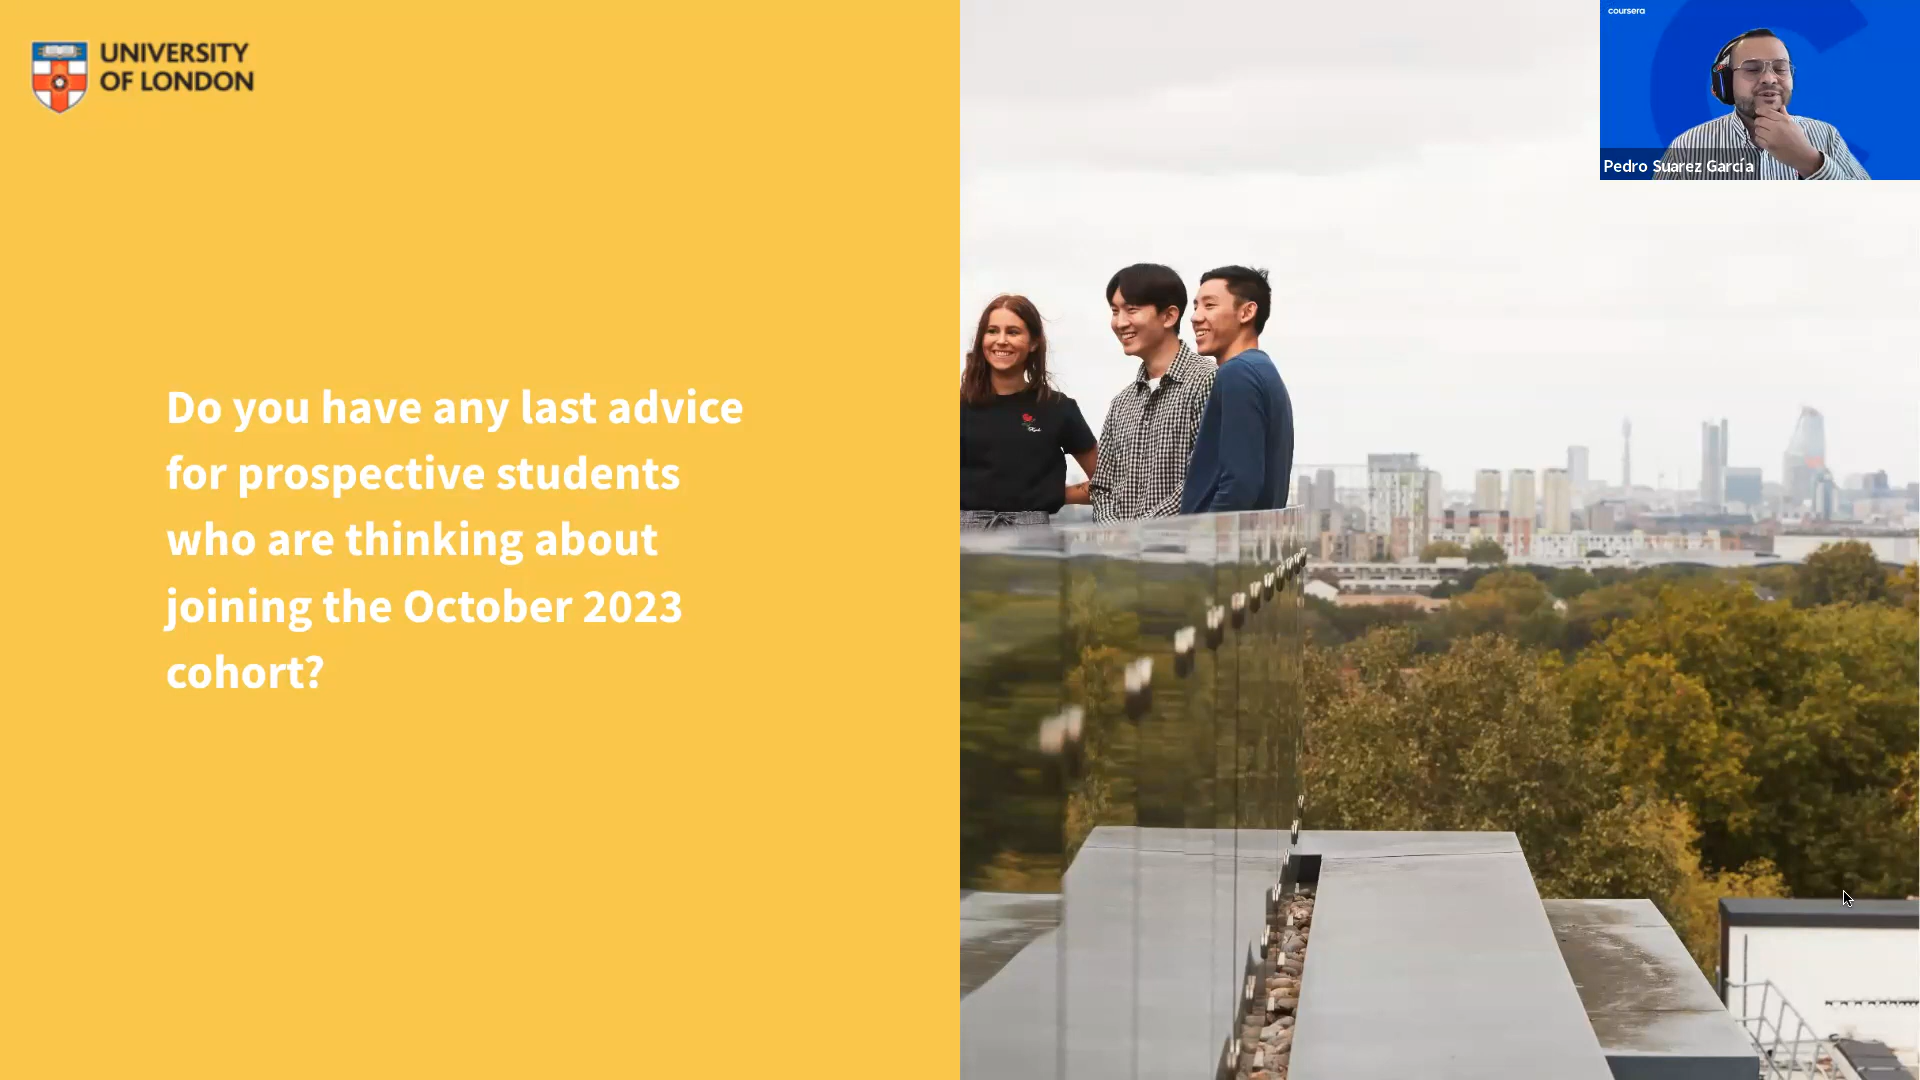 UNIVERSITY
OF LONDON
coursera
Pedro Suarez García
Do you have any last advice
for prospective students
who are thinking about
joining the October 2023
cohort?